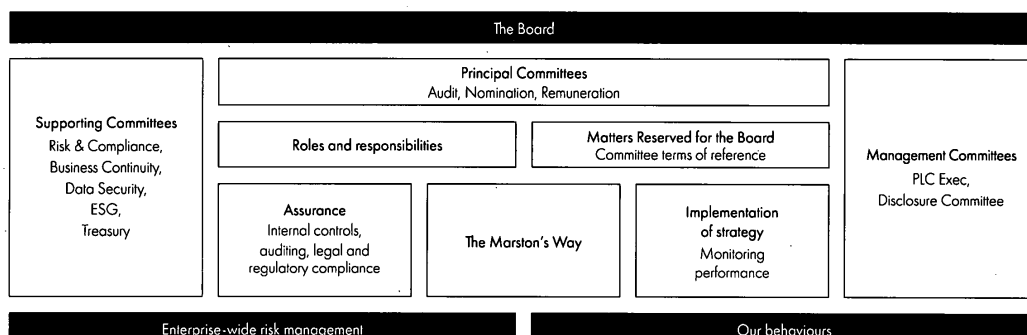 The Board
Supporting Committees
Risk & Compliance,
Business Continuity,
Data Security,
ESG,
Treasury
Principal Committees
Audit, Nomination, Remuneration
Roles and responsibilities
Matters Reserved for the Board
Committee terms of reference
Assurance
Internal controls,
auditing, legal and
regulatory compliance
The Marston's Way
Implementation
of strategy
Monitoring
performance
Management Committees
PLC Exec,
Disclosure Committee
Enterprise-wide risk management
Our behaviours